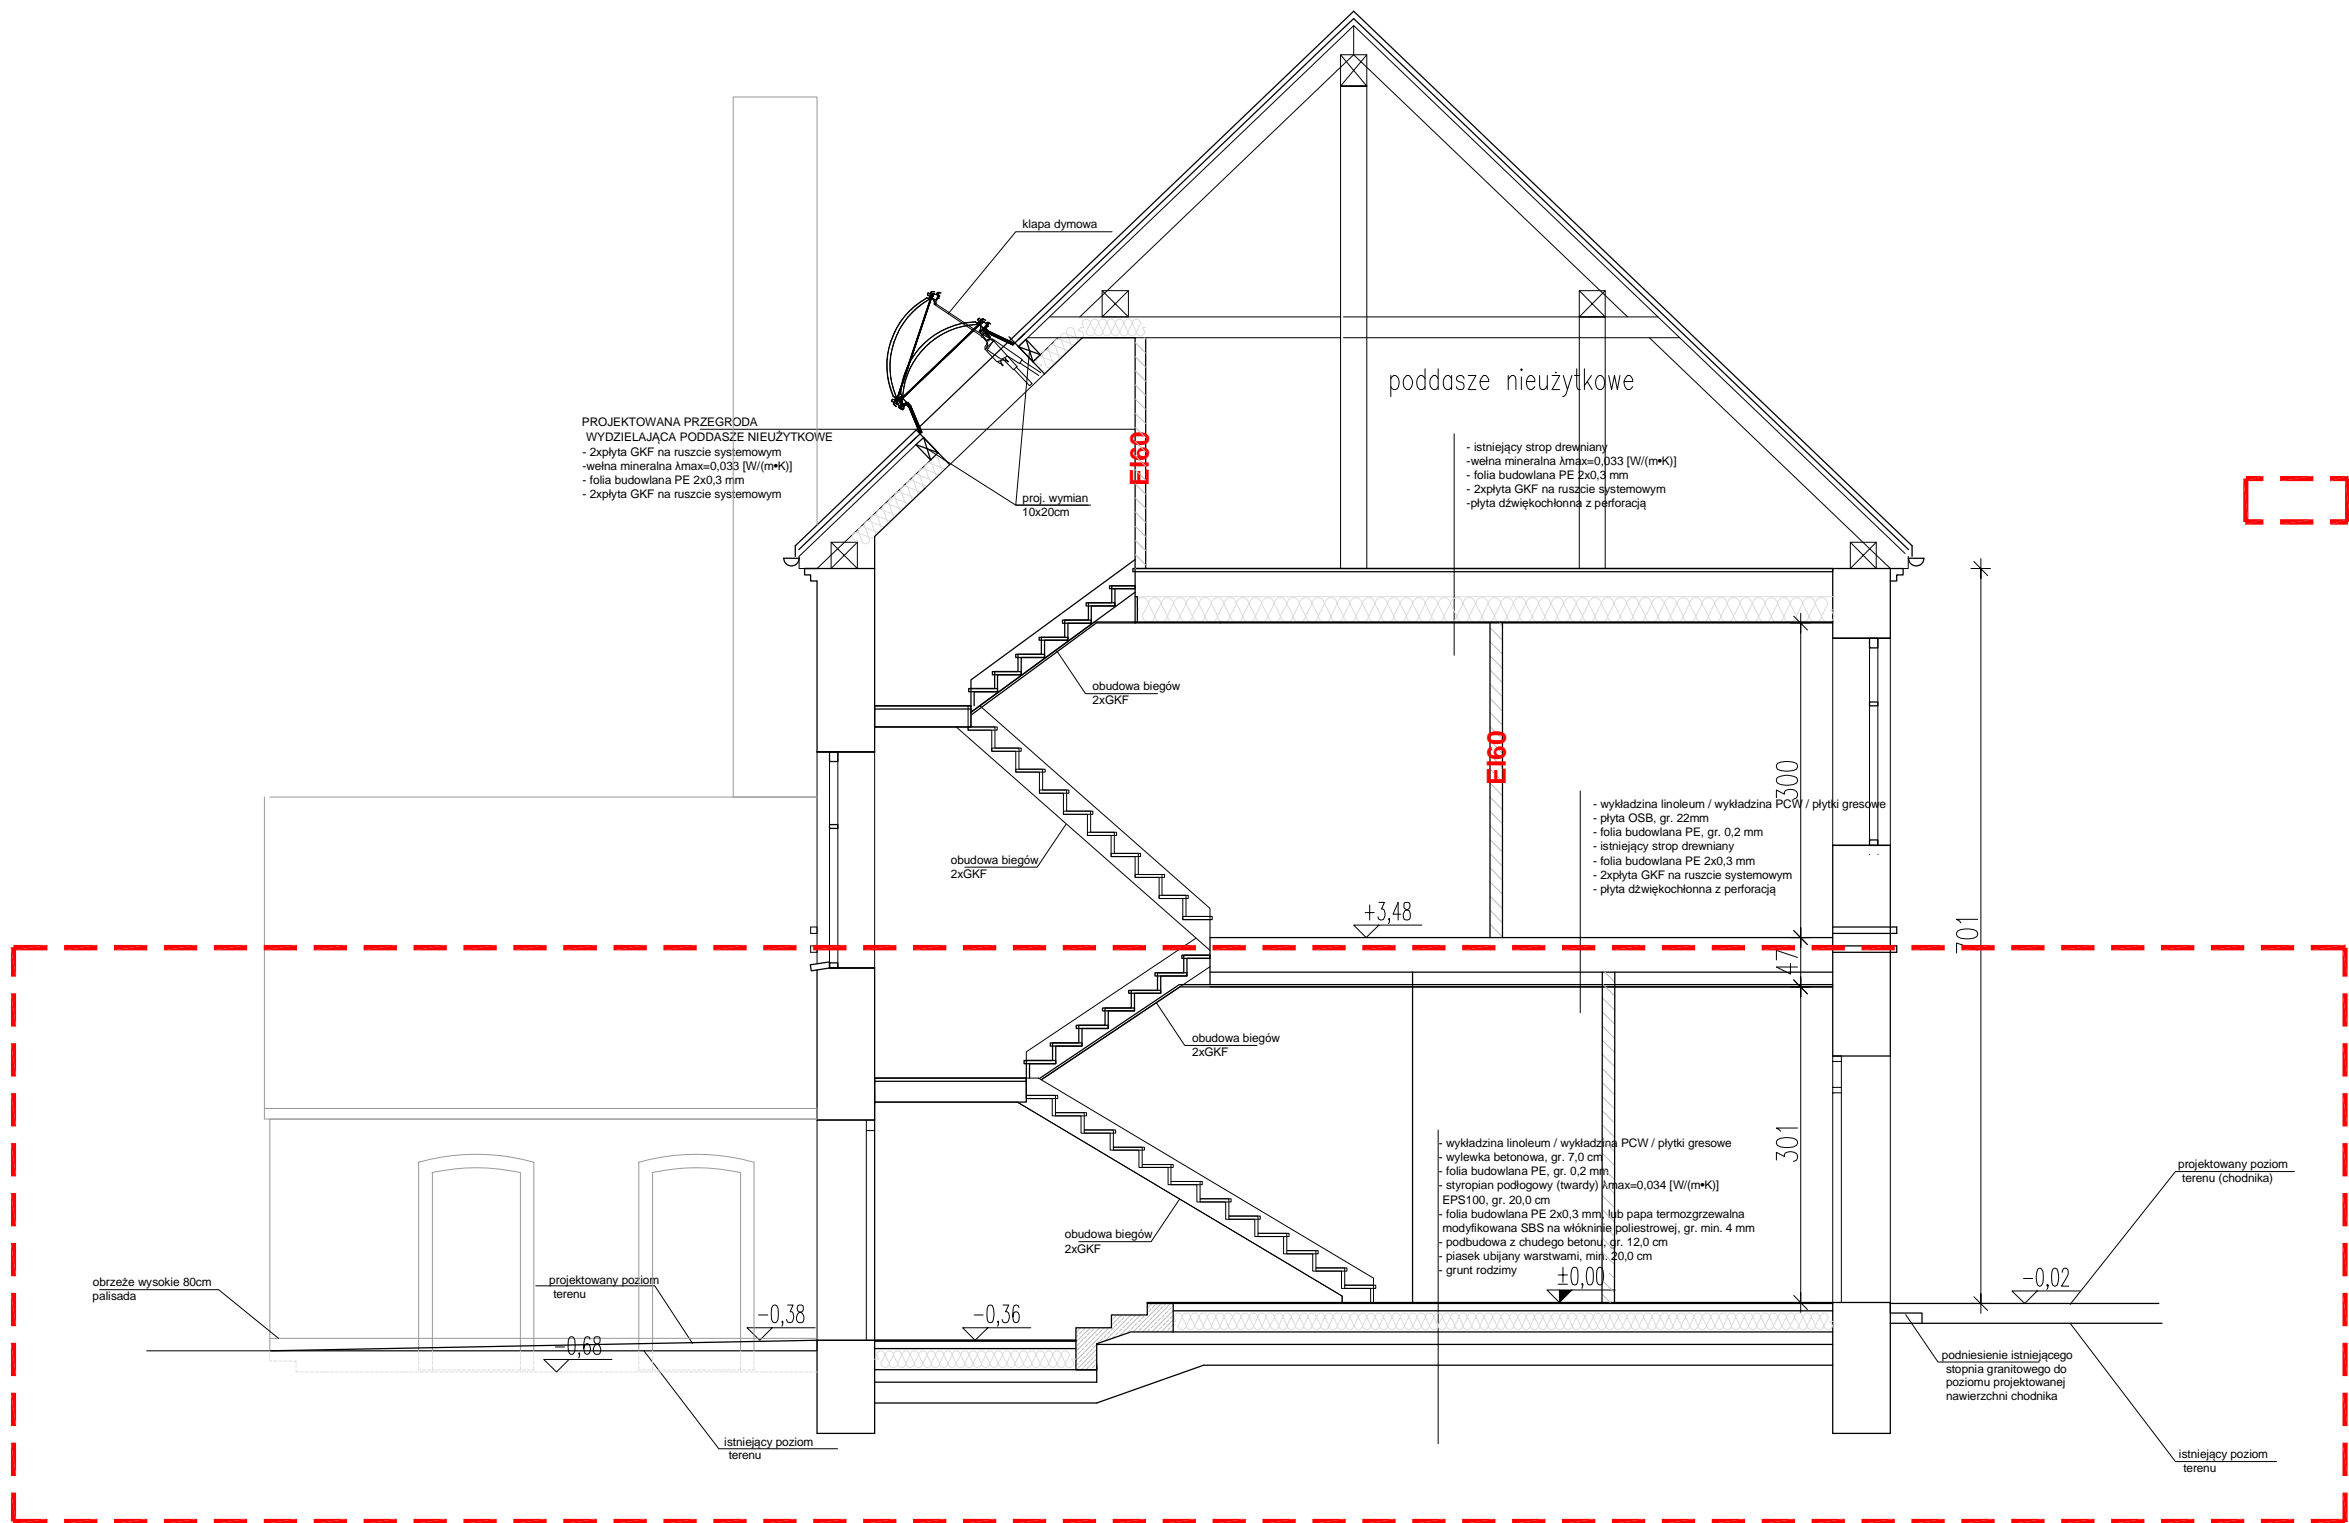 klapa dymowa
poddasze nieużytkowe
PROJEKTOWANA PRZEGRODA
WYDZIELAJĄCA PODDASZE NIEUŻYTKOWE
- 2xpłyta GKF na ruszcie systemowym
-wełna mineralna λmax=0,033 [W/(m•K)]
- folia budowlana PE 2x0,3 mm
- 2xpłyta GKF na ruszcie systemowym
EI60
- istniejący strop drewniany
-wełna mineralna λmax=0,033 [W/(m•K)]
- folia budowlana PE 2x0,3 mm
- 2xpłyta GKF na ruszcie systemowym
-płyta dźwiękochłonna z perforacją
proj. wymian
10x20cm
obudowa biegów
2xGKF
EI60
300
- wykładzina linoleum / wykładzina PCW / płytki gresowe
- płyta OSB, gr. 22mm
- folia budowlana PE, gr. 0,2 mm
- istniejący strop drewniany
- folia budowlana PE 2x0,3 mm
- 2xpłyta GKF na ruszcie systemowym
- płyta dźwiękochłonna z perforacją
obudowa biegów
2xGKF
+3,48
701
47
obudowa biegów
2xGKF
301
- wykładzina linoleum / wykładzina PCW / płytki gresowe
- wylewka betonowa, gr. 7,0 cm
- folia budowlana PE, gr. 0,2 mm
- styropian podłogowy (twardy) λmax=0,034 [W/(m•K)]
EPS100, gr. 20,0 cm
- folia budowlana PE 2x0,3 mm, lub papa termozgrzewalna
modyfikowana SBS na włókninie poliestrowej, gr. min. 4 mm
- podbudowa z chudego betonu, gr. 12,0 cm
- piasek ubijany warstwami, min. 20,0 cm
- grunt rodzimy
projektowany poziom
terenu (chodnika)
obudowa biegów
2xGKF
obrzeże wysokie 80cm
palisada
projektowany poziom
terenu
±0,00
-0,02
-0,38
-0,36
-0,68
podniesienie istniejącego
stopnia granitowego do
poziomu projektowanej
nawierzchni chodnika
istniejący poziom
terenu
istniejący poziom
terenu